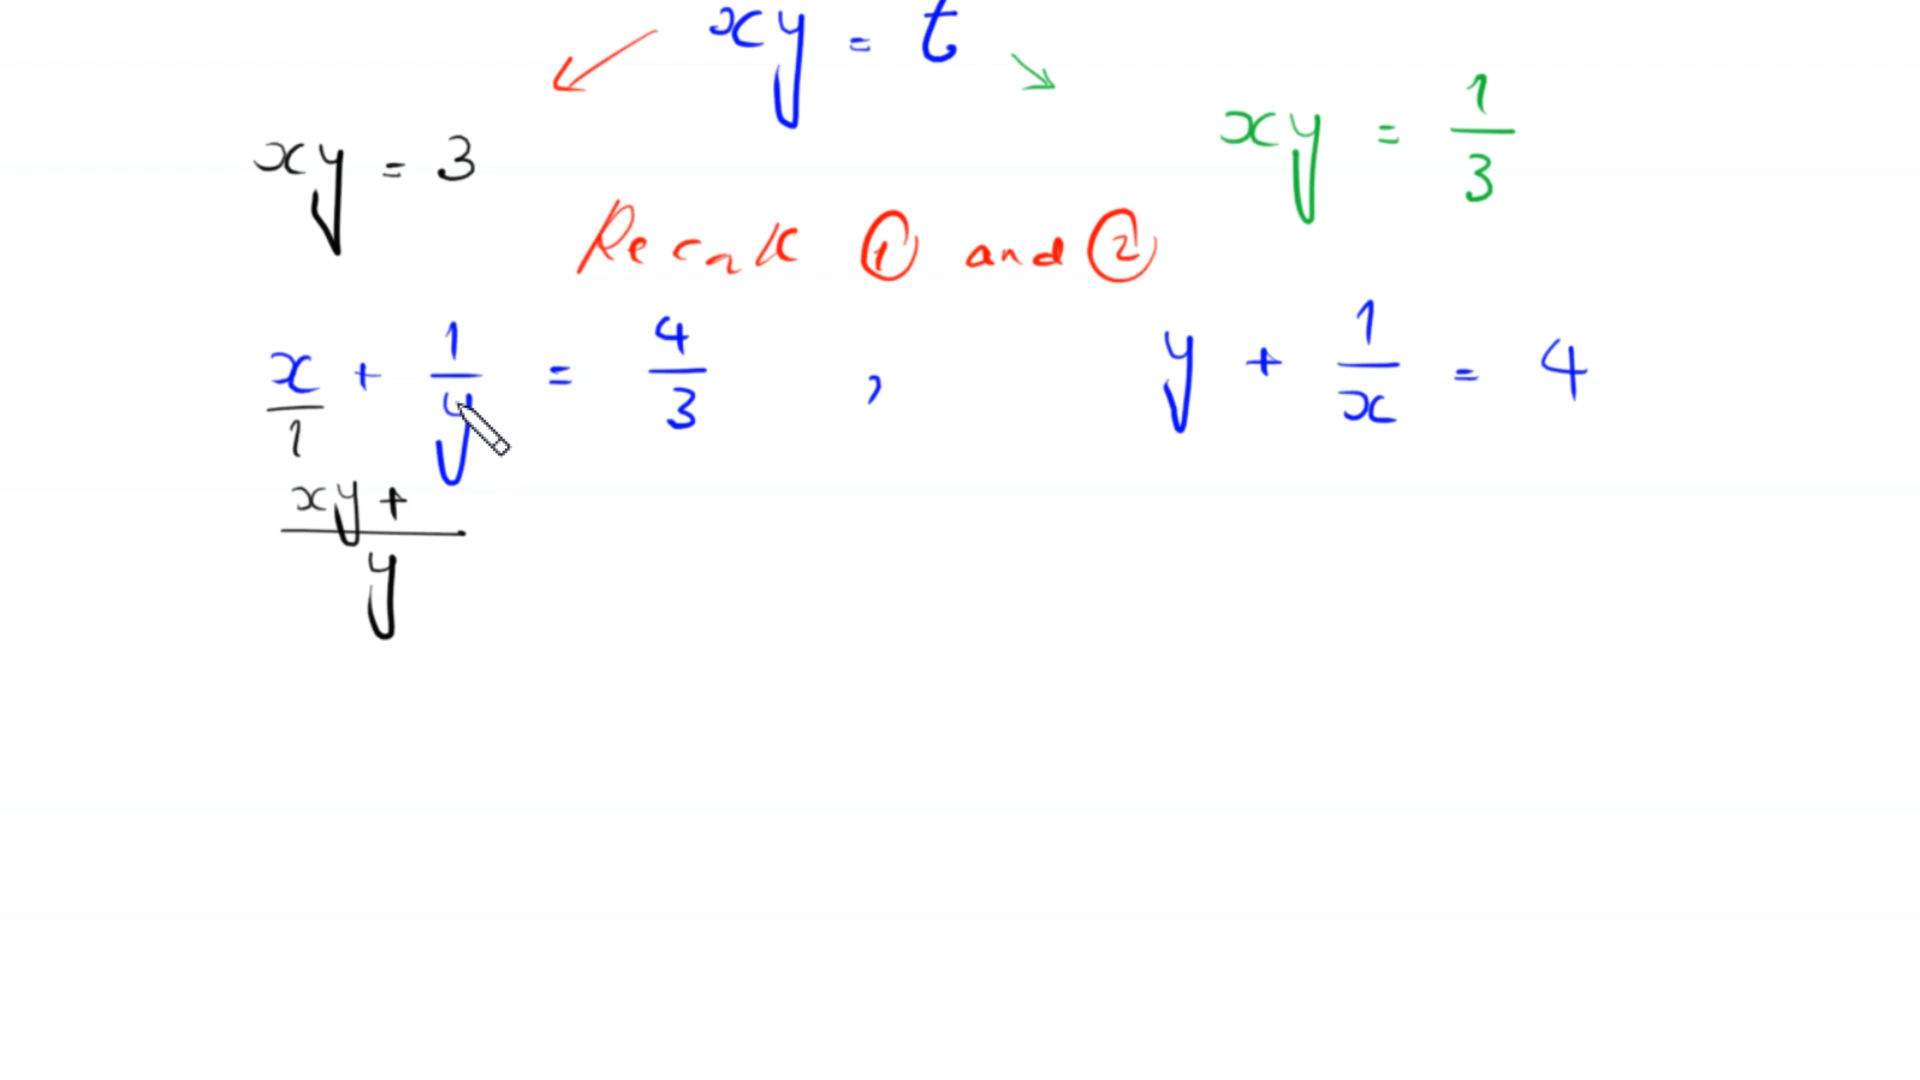 xy = t
xy = 3
xy = 1/3
Recall ① and ②
x/1 + 1/y = 4/3 , y + 1/x = 4
xy + / y